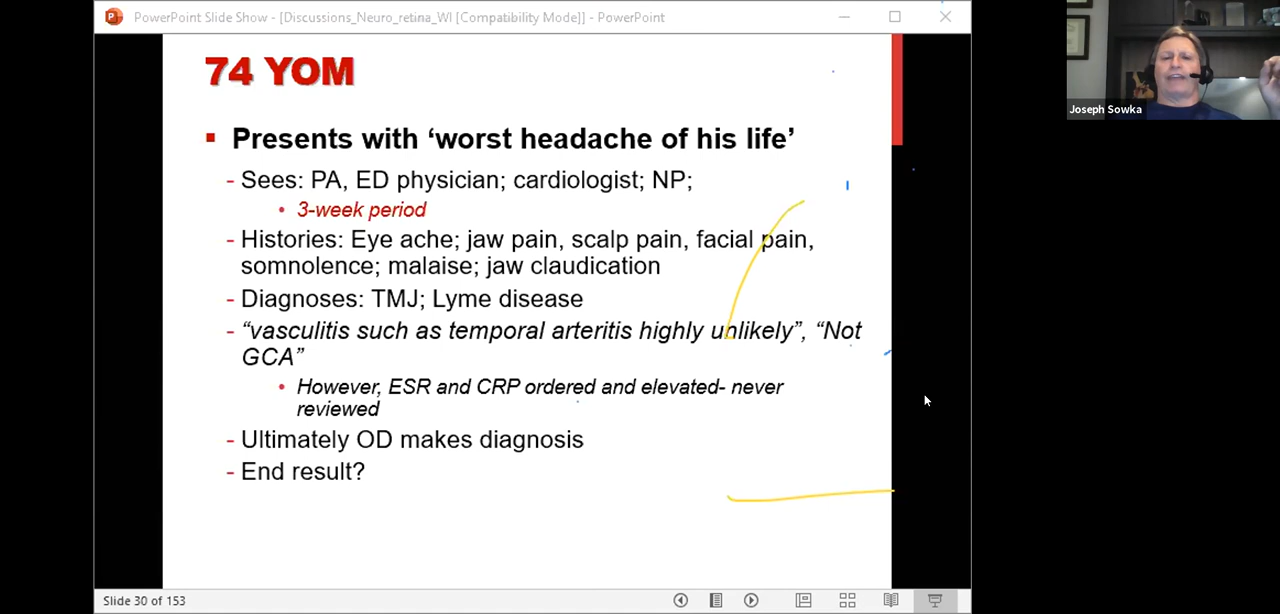 PowerPoint Slide Show - [Discussions_Neuro_retina_WI [Compatibility Mode]] - PowerPoint
74 YOM
▪ Presents with ‘worst headache of his life’
- Sees: PA, ED physician; cardiologist; NP;
• 3-week period
- Histories: Eye ache; jaw pain, scalp pain, facial pain,
somnolence; malaise; jaw claudication
- Diagnoses: TMJ; Lyme disease
- “vasculitis such as temporal arteritis highly unlikely”, “Not
GCA”
• However, ESR and CRP ordered and elevated- never
reviewed
- Ultimately OD makes diagnosis
- End result?
Slide 30 of 153
Joseph Sowka